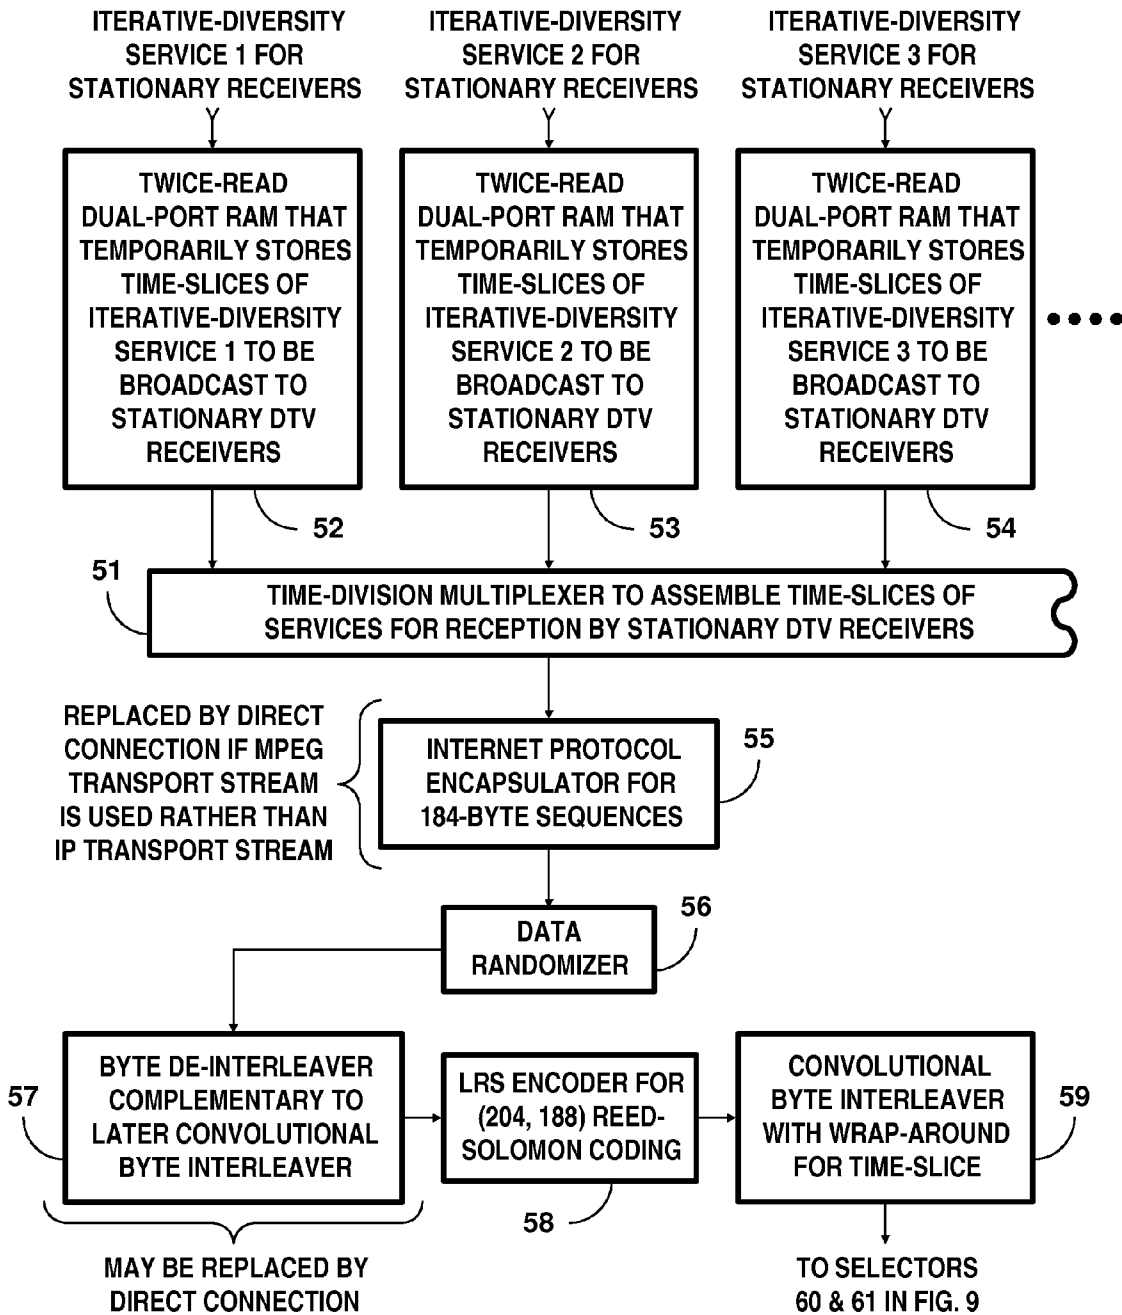 ITERATIVE-DIVERSITY
SERVICE 1 FOR
STATIONARY RECEIVERS
ITERATIVE-DIVERSITY
SERVICE 2 FOR
STATIONARY RECEIVERS
ITERATIVE-DIVERSITY
SERVICE 3 FOR
STATIONARY RECEIVERS
TWICE-READ
DUAL-PORT RAM THAT
TEMPORARILY STORES
TIME-SLICES OF
ITERATIVE-DIVERSITY
SERVICE 1 TO BE
BROADCAST TO
STATIONARY DTV
RECEIVERS
52
TWICE-READ
DUAL-PORT RAM THAT
TEMPORARILY STORES
TIME-SLICES OF
ITERATIVE-DIVERSITY
SERVICE 2 TO BE
BROADCAST TO
STATIONARY DTV
RECEIVERS
53
TWICE-READ
DUAL-PORT RAM THAT
TEMPORARILY STORES
TIME-SLICES OF
ITERATIVE-DIVERSITY
SERVICE 3 TO BE
BROADCAST TO
STATIONARY DTV
RECEIVERS
54
51
TIME-DIVISION MULTIPLEXER TO ASSEMBLE TIME-SLICES OF
SERVICES FOR RECEPTION BY STATIONARY DTV RECEIVERS
REPLACED BY DIRECT
CONNECTION IF MPEG
TRANSPORT STREAM
IS USED RATHER THAN
IP TRANSPORT STREAM
INTERNET PROTOCOL
ENCAPSULATOR FOR
184-BYTE SEQUENCES
55
DATA
RANDOMIZER
56
57
BYTE DE-INTERLEAVER
COMPLEMENTARY TO
LATER CONVOLUTIONAL
BYTE INTERLEAVER
MAY BE REPLACED BY
DIRECT CONNECTION
LRS ENCODER FOR
(204, 188) REED-
SOLOMON CODING
58
CONVOLUTIONAL
BYTE INTERLEAVER
WITH WRAP-AROUND
FOR TIME-SLICE
59
TO SELECTORS
60 & 61 IN FIG. 9